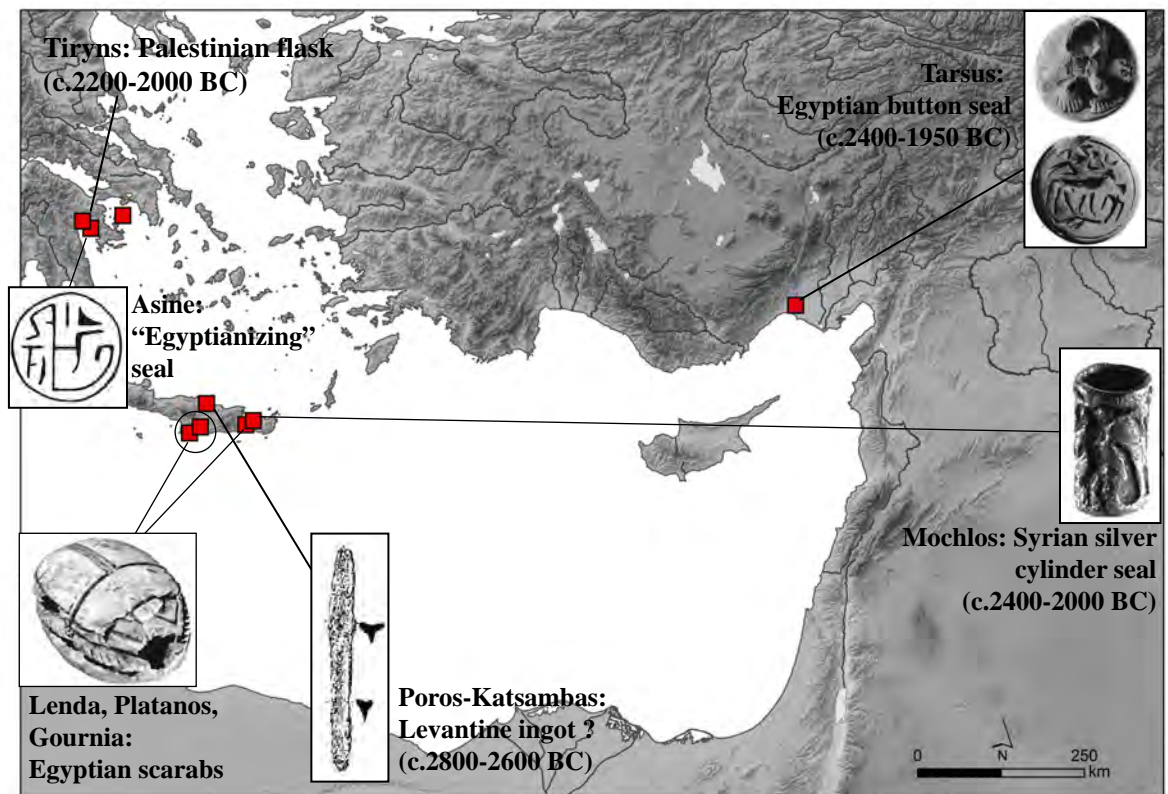 Tiryns: Palestinian flask
(c.2200-2000 BC)
Tarsus:
Egyptian button seal
(c.2400-1950 BC)
Asine:
“Egyptianizing”
seal
Mochlos: Syrian silver
cylinder seal
(c.2400-2000 BC)
Lenda, Platanos,
Gournia:
Egyptian scarabs
Poros-Katsambas:
Levantine ingot ?
(c.2800-2600 BC)
N
0 250
km